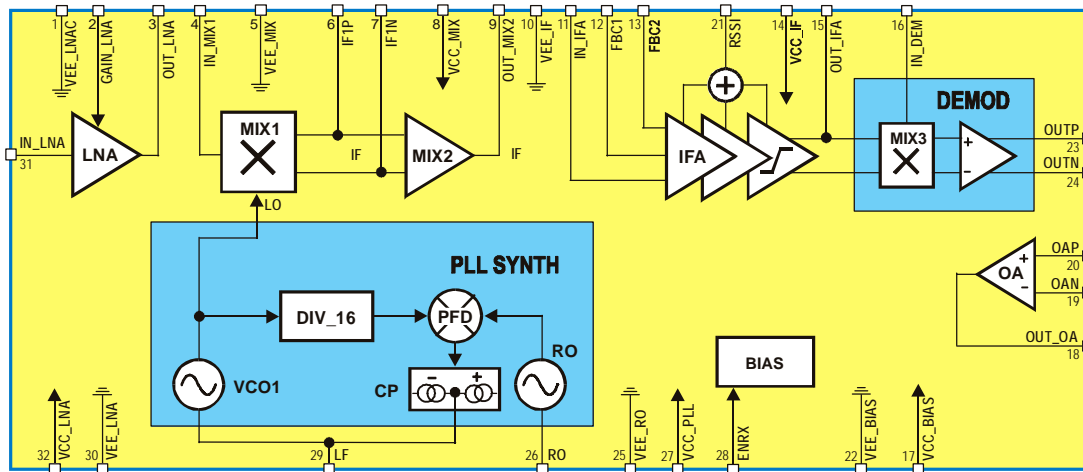 1 VEE_LNAC
2 GAIN_LNA
3 OUT_LNA
4 IN_MIX1
5 VEE_MIX
6 IF1P
7 IF1N
8 VCC_MIX
9 OUT_MIX2
10 VEE_IF
11 IN_IFA
12 FBC1
13 FBC2
21 RSSI
14 VCC_IF
15 OUT_IFA
16 IN_DEM
IN_LNA
31
LNA
MIX1
IF
MIX2
IF
LO
+
IFA
DEMOD
MIX3
+
−
OUTP
23
OUTN
24
PLL SYNTH
DIV_16
PFD
RO
VCO1
CP
− +
OA
+
−
OAP
20
OAN
19
OUT_OA
18
BIAS
32 VCC_LNA
30 VEE_LNA
29 LF
26 RO
25 VEE_RO
27 VCC_PLL
28 ENRX
22 VEE_BIAS
17 VCC_BIAS